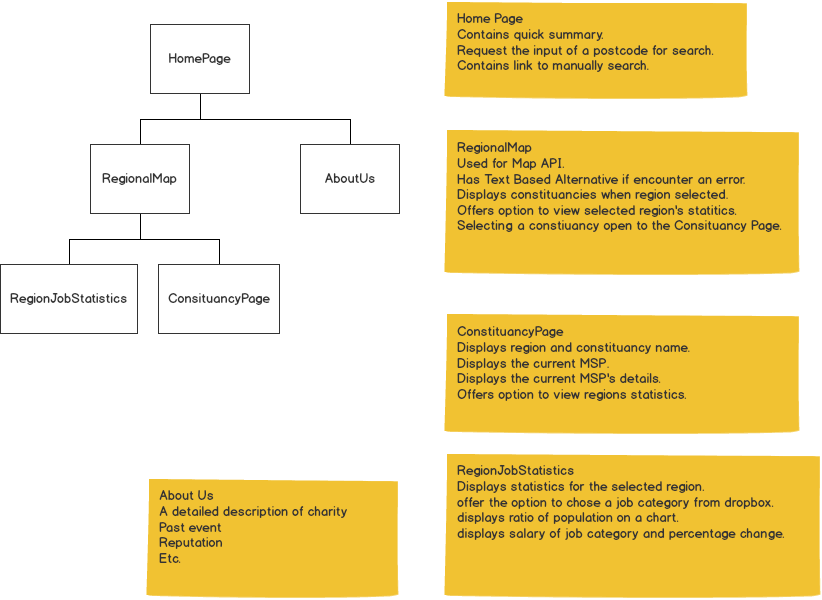 HomePage
RegionalMap
AboutUs
RegionJobStatistics
ConsituancyPage
Home Page
Contains quick summary.
Request the input of a postcode for search.
Contains link to manually search.
RegionalMap
Used for Map API.
Has Text Based Alternative if encounter an error.
Displays constituancies when region selected.
Offers option to view selected region's statitics.
Selecting a constiuancy open to the Consituancy Page.
ConstituancyPage
Displays region and constituancy name.
Displays the current MSP.
Displays the current MSP's details.
Offers option to view regions statistics.
About Us
A detailed description of charity
Past event
Reputation
Etc.
RegionJobStatistics
Displays statistics for the selected region.
offer the option to chose a job category from dropbox.
displays ratio of population on a chart.
displays salary of job category and percentage change.